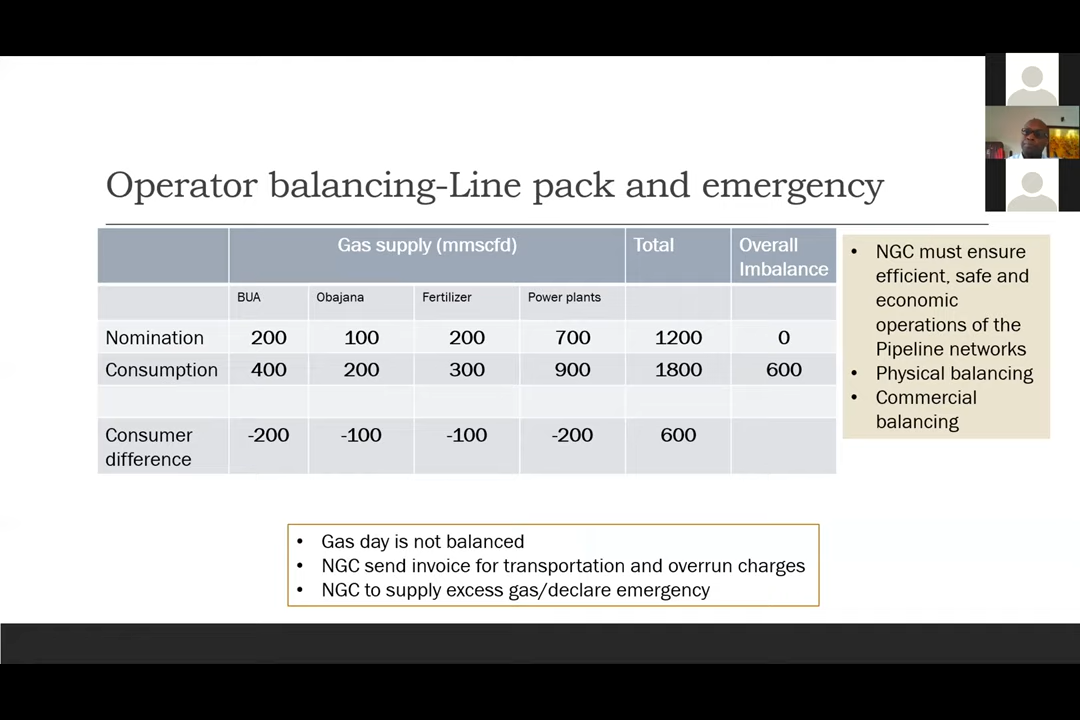 Operator balancing-Line pack and emergency
Gas supply (mmscfd) Total Overall
Imbalance
BUA Obajana Fertilizer Power plants
Nomination 200 100 200 700 1200 0
Consumption 400 200 300 900 1800 600
Consumer
difference
-200 -100 -100 -200 600
• NGC must ensure
efficient, safe and
economic
operations of the
Pipeline networks
• Physical balancing
• Commercial
balancing
• Gas day is not balanced
• NGC send invoice for transportation and overrun charges
• NGC to supply excess gas/declare emergency